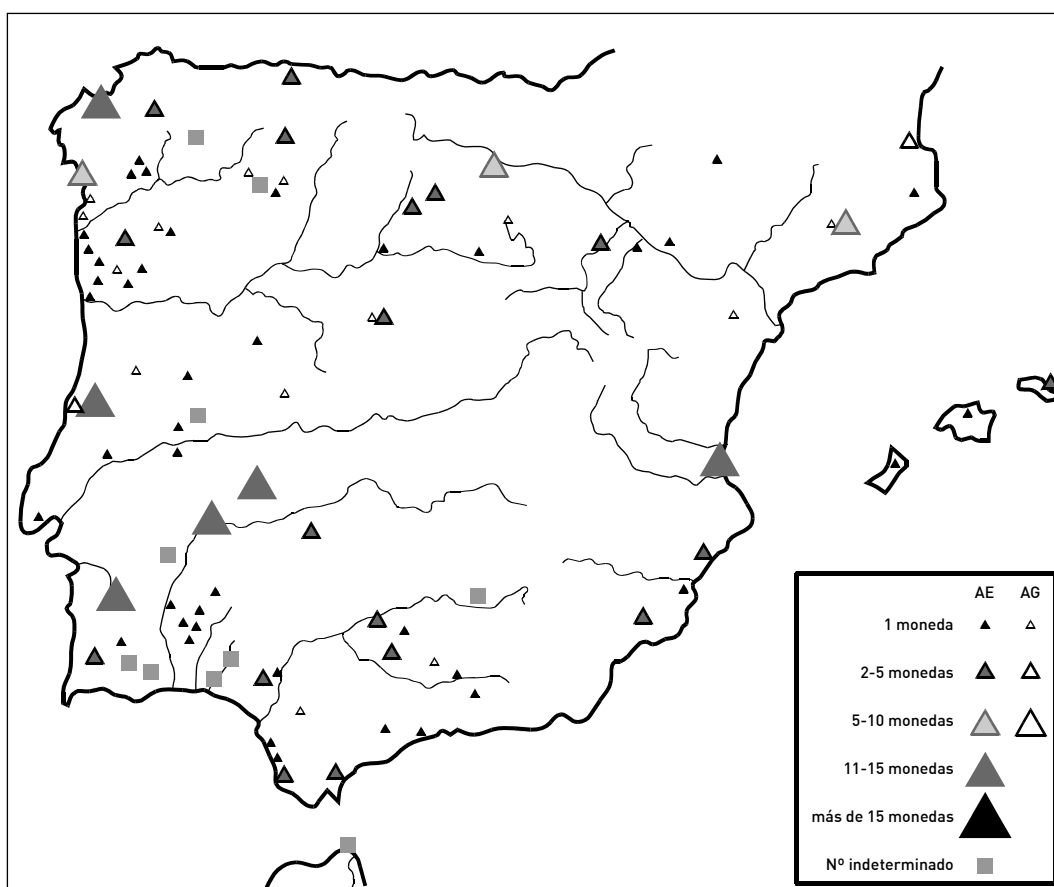 AE AG
1 moneda
2-5 monedas
5-10 monedas
11-15 monedas
más de 15 monedas
Nº indeterminado